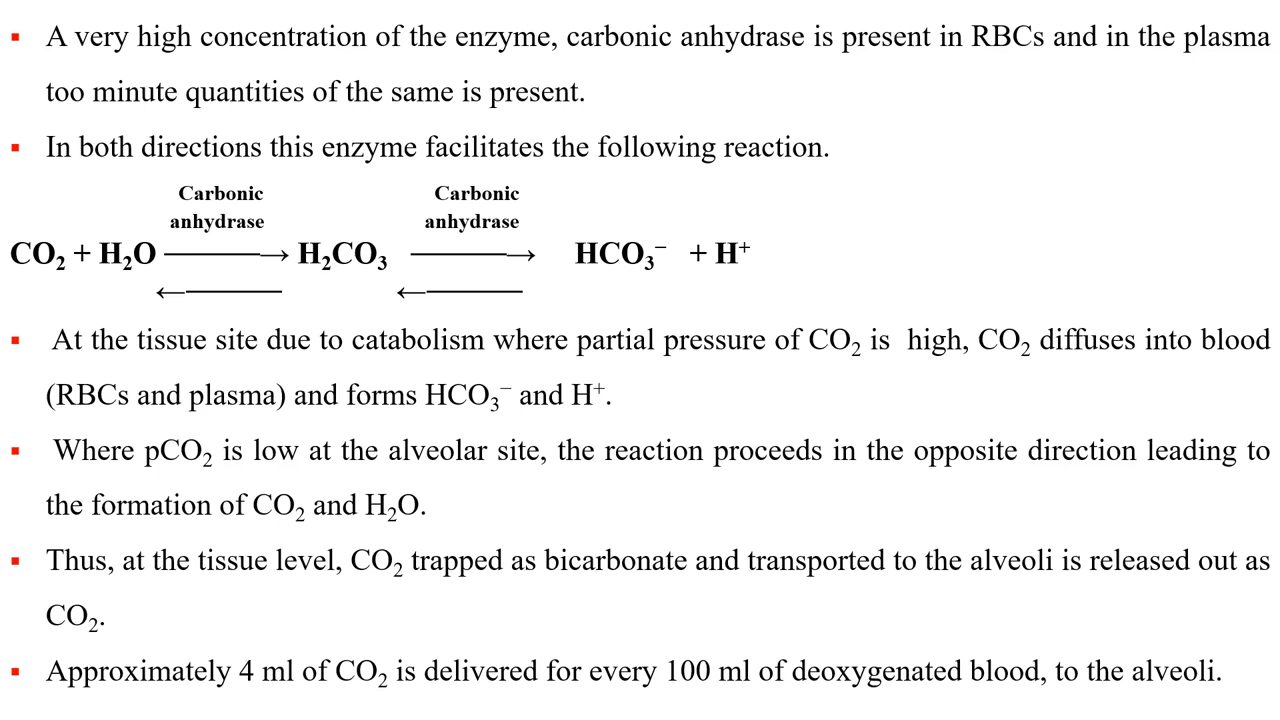 ▪ A very high concentration of the enzyme, carbonic anhydrase is present in RBCs and in the plasma
too minute quantities of the same is present.
▪ In both directions this enzyme facilitates the following reaction.
Carbonic Carbonic
anhydrase anhydrase
CO₂ + H₂O ⟶ H₂CO₃ ⟶ HCO₃⁻ + H⁺
⟵ ⟵
▪ At the tissue site due to catabolism where partial pressure of CO₂ is high, CO₂ diffuses into blood
(RBCs and plasma) and forms HCO₃⁻ and H⁺.
▪ Where pCO₂ is low at the alveolar site, the reaction proceeds in the opposite direction leading to
the formation of CO₂ and H₂O.
▪ Thus, at the tissue level, CO₂ trapped as bicarbonate and transported to the alveoli is released out as
CO₂.
▪ Approximately 4 ml of CO₂ is delivered for every 100 ml of deoxygenated blood, to the alveoli.